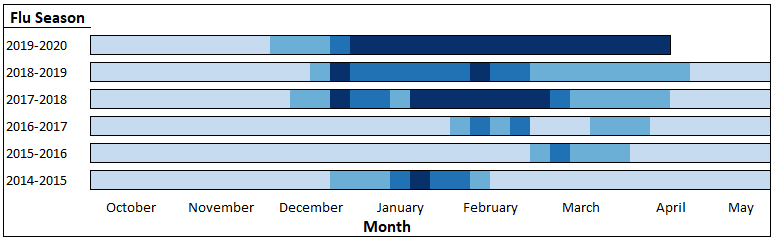 Flu Season
2019-2020
2018-2019
2017-2018
2016-2017
2015-2016
2014-2015
October November December January February March April May
Month